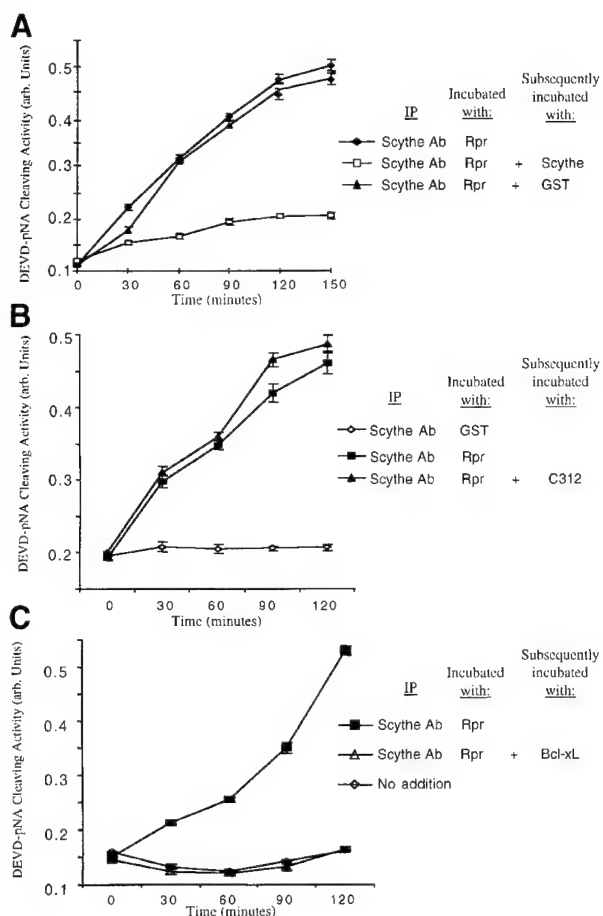 A
DEVD-pNA Cleaving Activity (arb. Units)
0.5
0.4
0.3
0.2
0.1
0 30 60 90 120 150
Time (minutes)
IP Incubated with: Subsequently incubated with:
Scythe Ab Rpr
Scythe Ab Rpr + Scythe
Scythe Ab Rpr + GST
B
DEVD-pNA Cleaving Activity (arb. Units)
0.5
0.4
0.3
0.2
0 30 60 90 120
Time (minutes)
IP Incubated with: Subsequently incubated with:
Scythe Ab GST
Scythe Ab Rpr
Scythe Ab Rpr + C312
C
DEVD-pNA Cleaving Activity (arb. Units)
0.5
0.4
0.3
0.2
0.1
0 30 60 90 120
Time (minutes)
IP Incubated with: Subsequently incubated with:
Scythe Ab Rpr
Scythe Ab Rpr + Bcl-xL
No addition